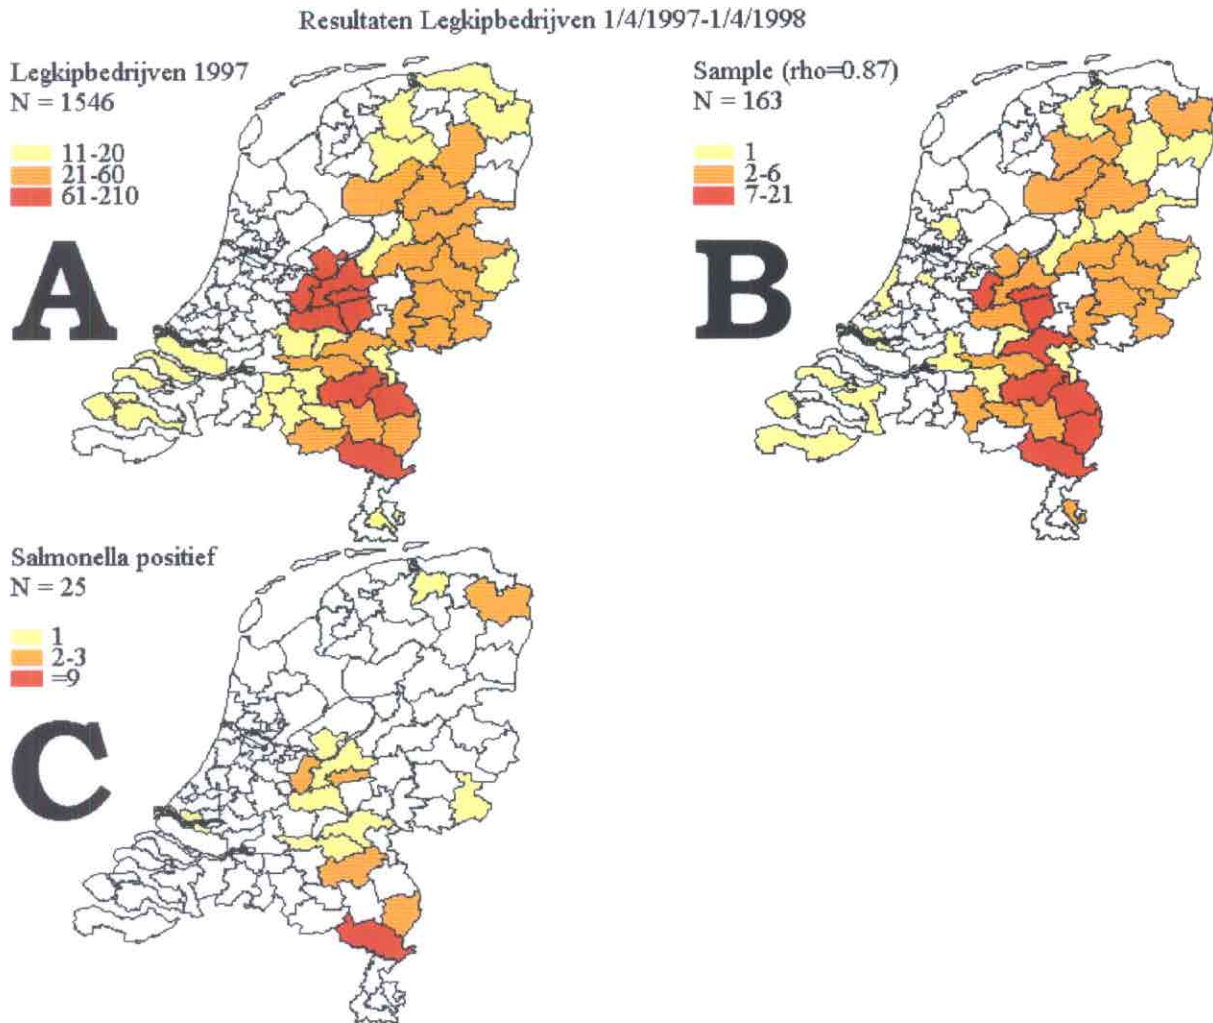 Resultaten Legkipbedrijven 1/4/1997-1/4/1998
Legkipbedrijven 1997
N = 1546
11-20
21-60
61-210
A
Sample (rho=0.87)
N = 163
1
2-6
7-21
B
Salmonella positief
N = 25
1
2-3
=9
C